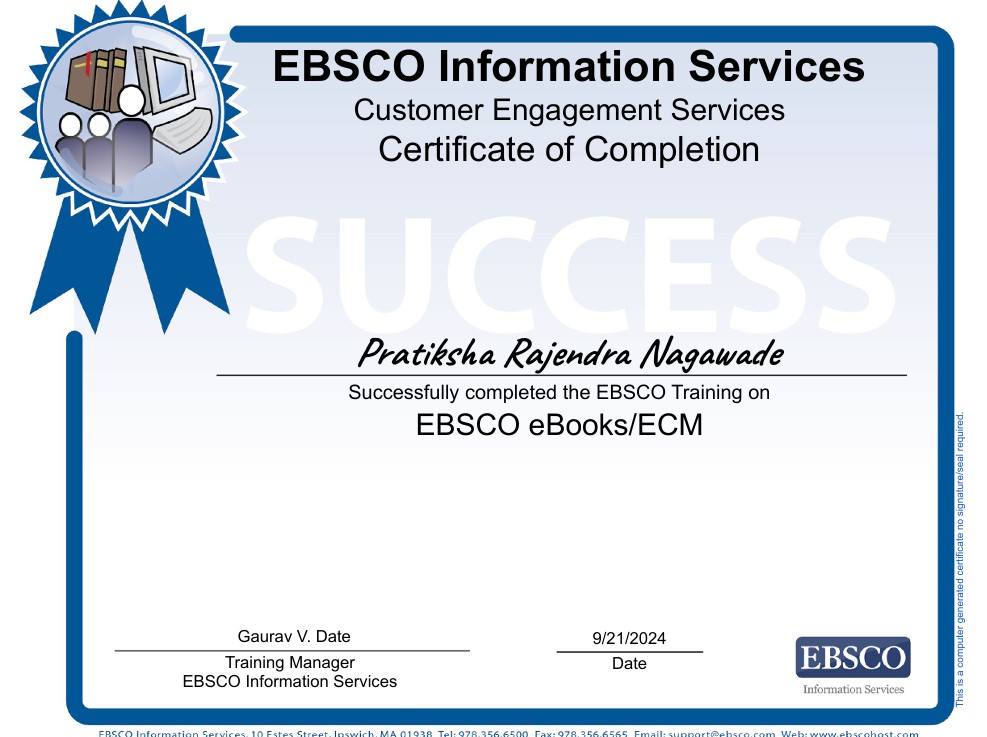 EBSCO Information Services
Customer Engagement Services
Certificate of Completion
SUCCESS
Pratiksha Rajendra Nagawade
Successfully completed the EBSCO Training on
EBSCO eBooks/ECM
Gaurav V. Date
Training Manager
EBSCO Information Services
9/21/2024
Date
EBSCO
Information Services
This is a computer generated certificate no signature/seal required.
EBSCO Information Services, 10 Estes Street, Ipswich, MA 01938 Tel: 978.356.6500 Fax: 978.356.6565 Email: support@ebsco.com Web: www.ebscohost.com